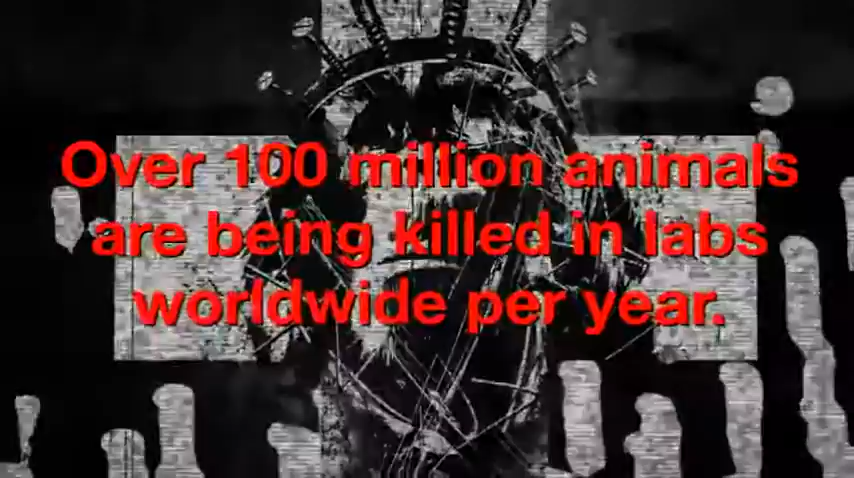 Over 100 million animals
are being killed in labs
worldwide per year.